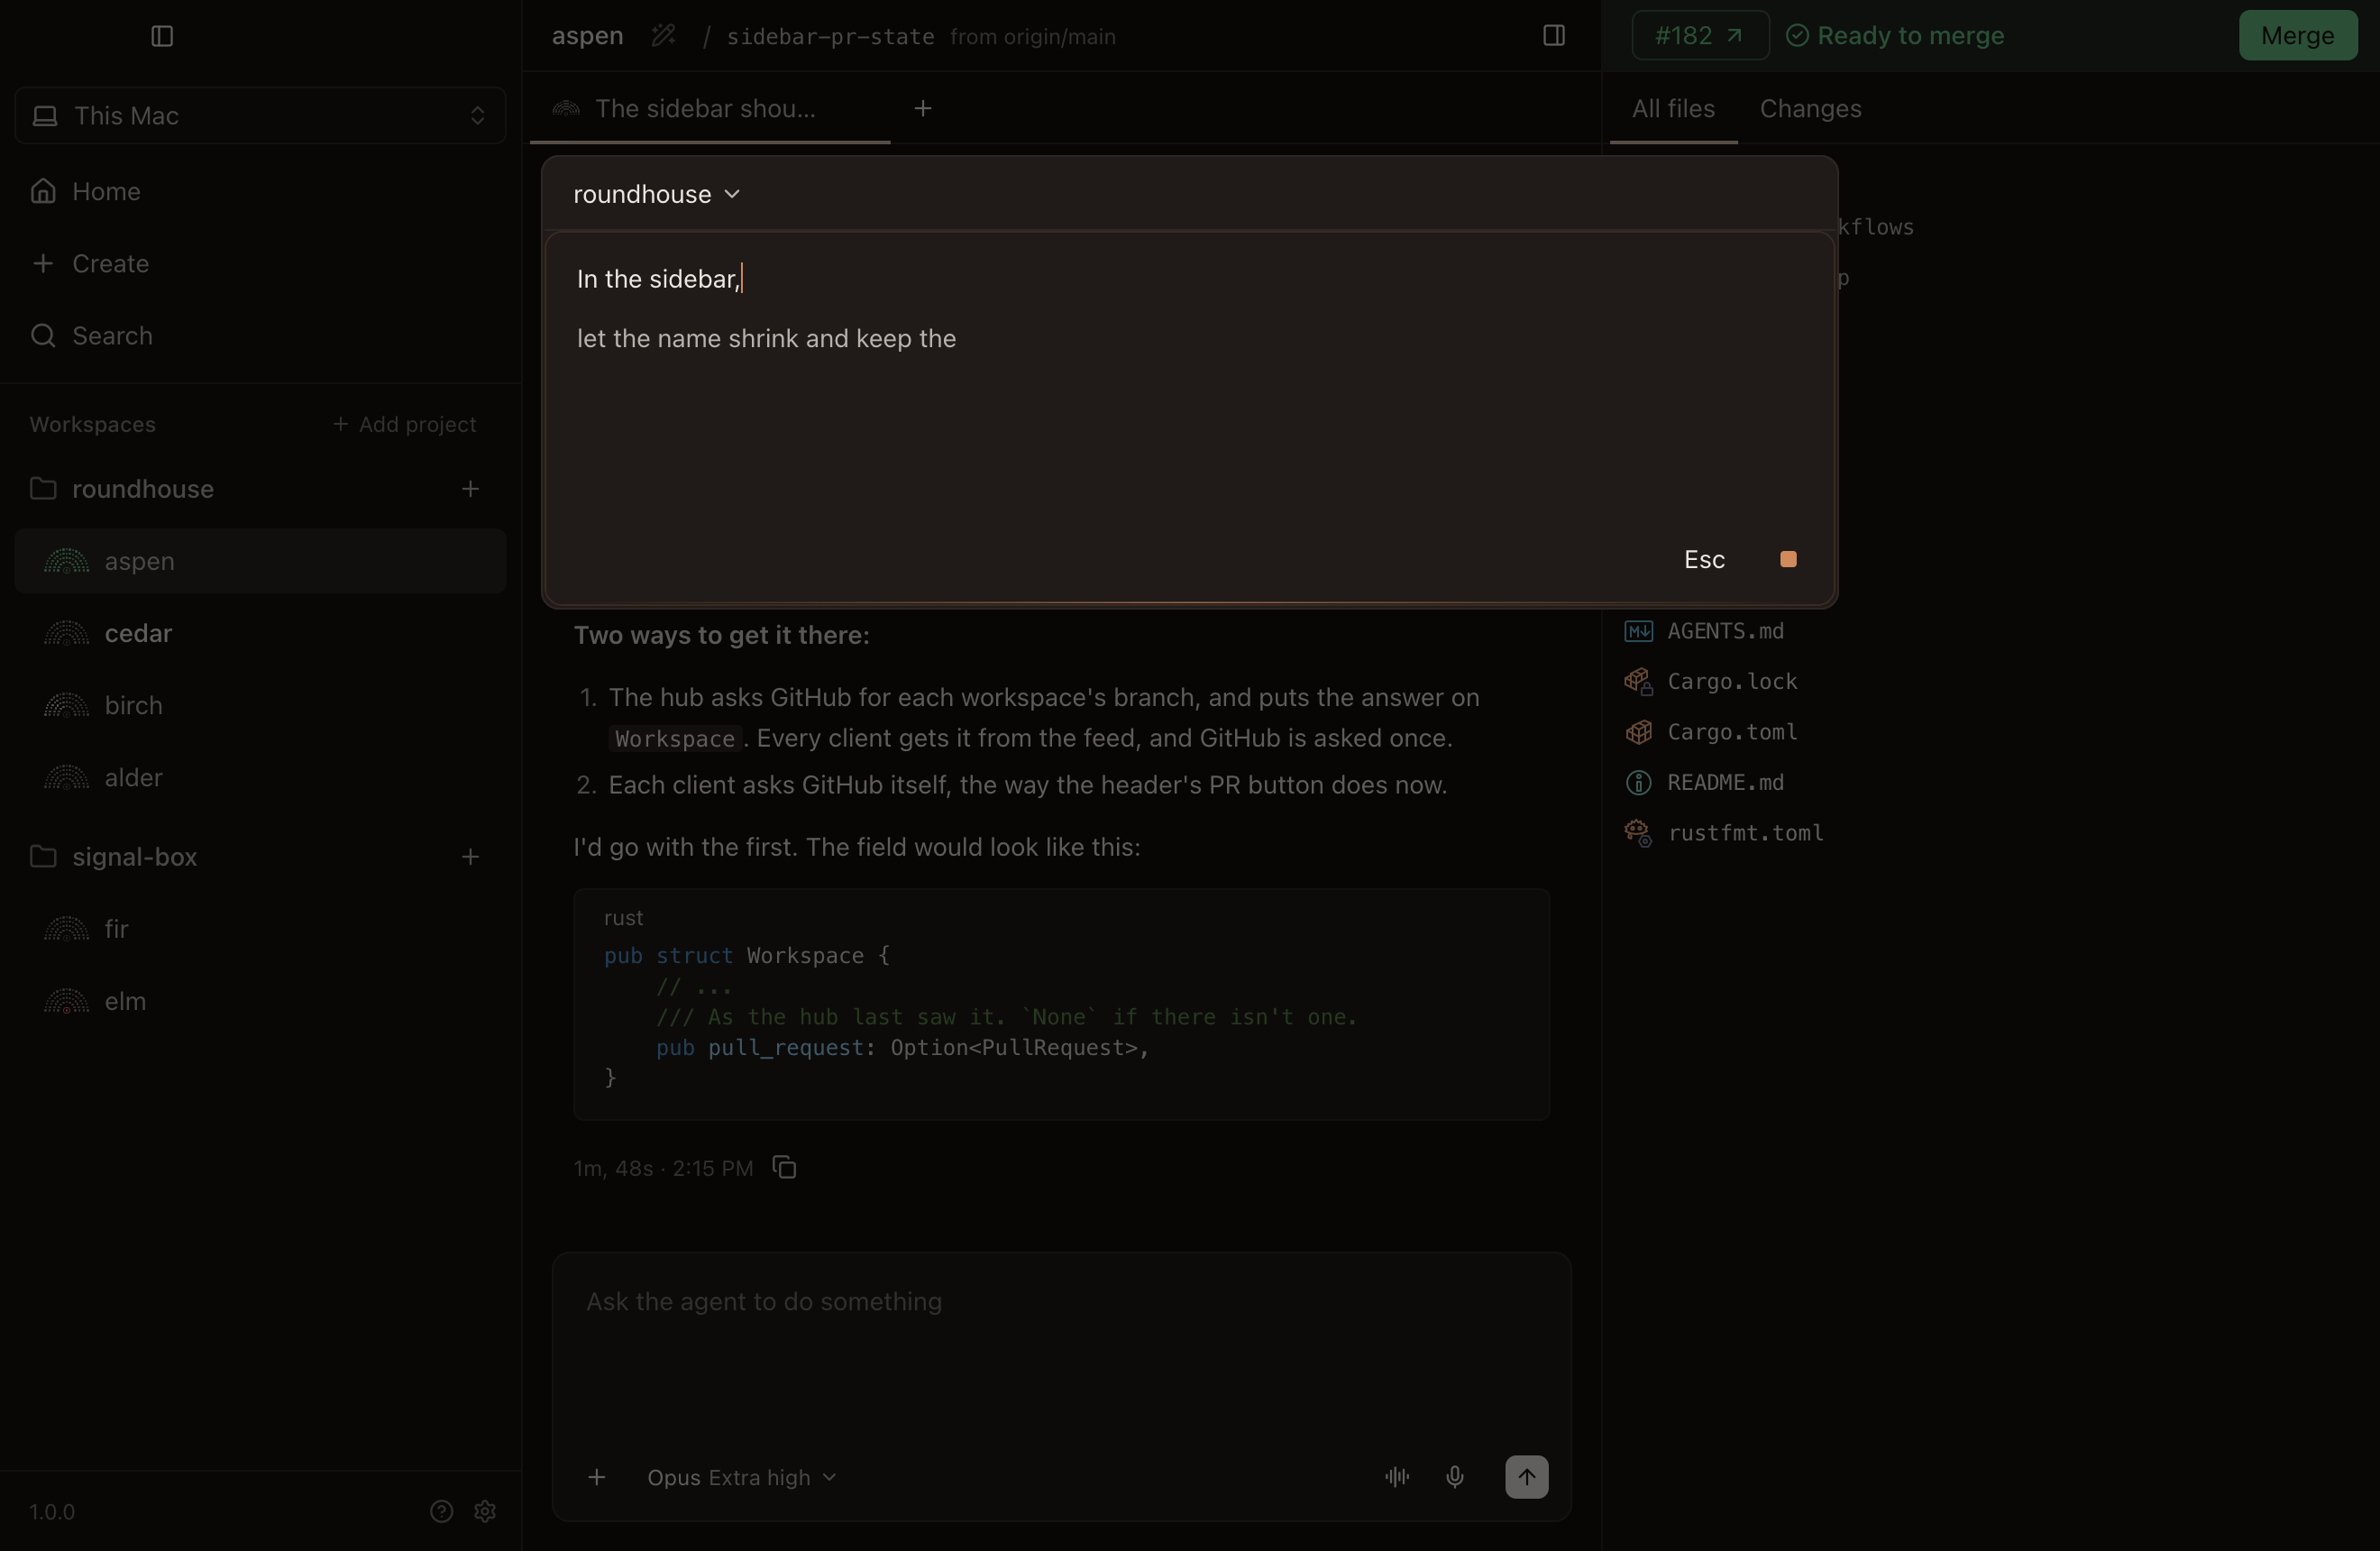 This Mac
Home
Create
Search
Workspaces
Add project
roundhouse
aspen
cedar
birch
alder
signal-box
fir
elm
1.0.0
aspen / sidebar-pr-state from origin/main
The sidebar shou...
roundhouse
In the sidebar,
let the name shrink and keep the
Esc
Two ways to get it there:
1. The hub asks GitHub for each workspace's branch, and puts the answer on
Workspace. Every client gets it from the feed, and GitHub is asked once.
2. Each client asks GitHub itself, the way the header's PR button does now.
I'd go with the first. The field would look like this:
rust
pub struct Workspace {
// ...
/// As the hub last saw it. `None` if there isn't one.
pub pull_request: Option<PullRequest>,
}
1m, 48s · 2:15 PM
Ask the agent to do something
Opus Extra high
#182
Ready to merge
Merge
All files
Changes
kflows
p
AGENTS.md
Cargo.lock
Cargo.toml
README.md
rustfmt.toml